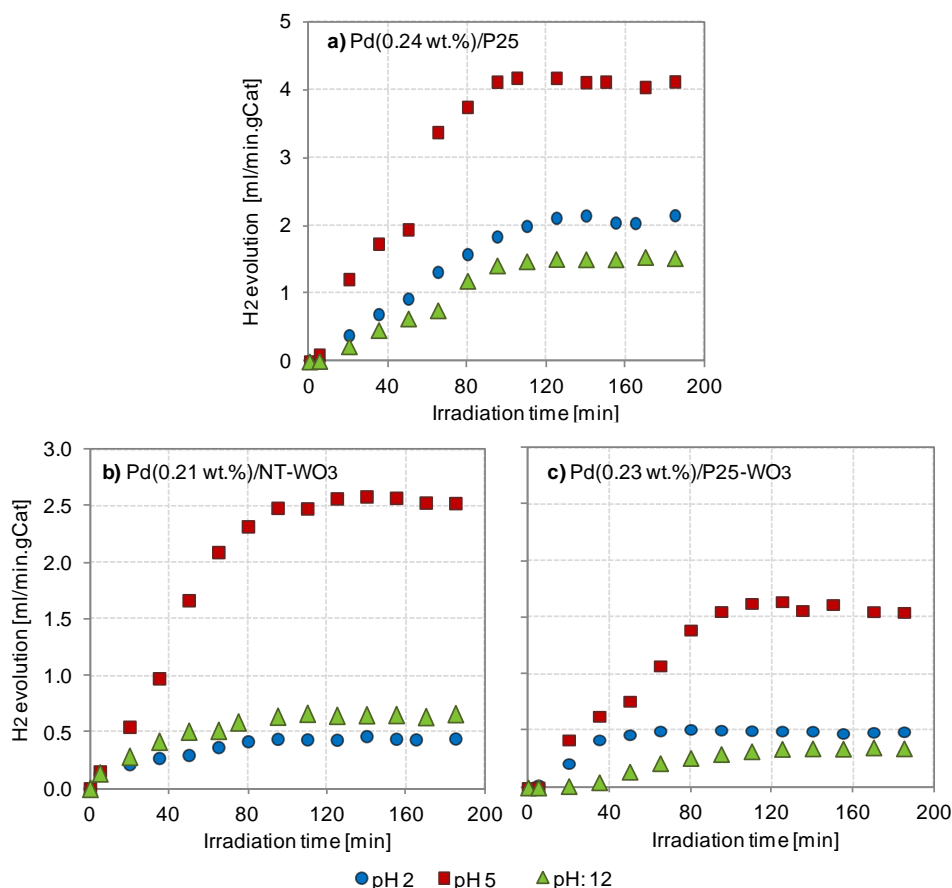 a) Pd(0.24 wt.%)/P25
H2 evolution [ml/min.gCat]
5
4
3
2
1
0
0 40 80 120 160 200
Irradiation time [min]
b) Pd(0.21 wt.%)/NT-WO3
H2 evolution [ml/min.gCat]
3.0
2.5
2.0
1.5
1.0
0.5
0.0
0 40 80 120 160 200
Irradiation time [min]
c) Pd(0.23 wt.%)/P25-WO3
0 40 80 120 160 200
Irradiation time [min]
pH 2 pH 5 pH: 12